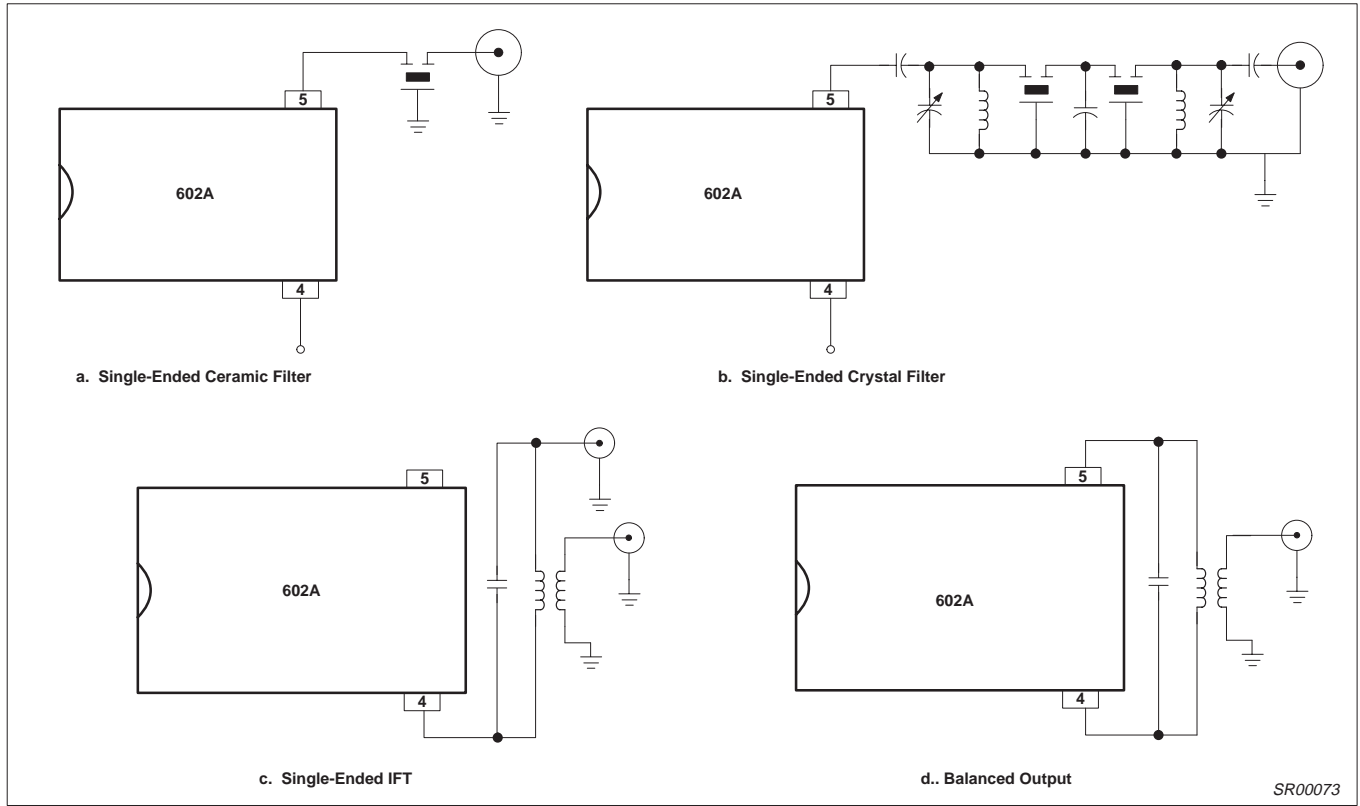 5
602A
4
a. Single-Ended Ceramic Filter
5
602A
4
b. Single-Ended Crystal Filter
5
602A
4
c. Single-Ended IFT
5
602A
4
d.. Balanced Output
SR00073